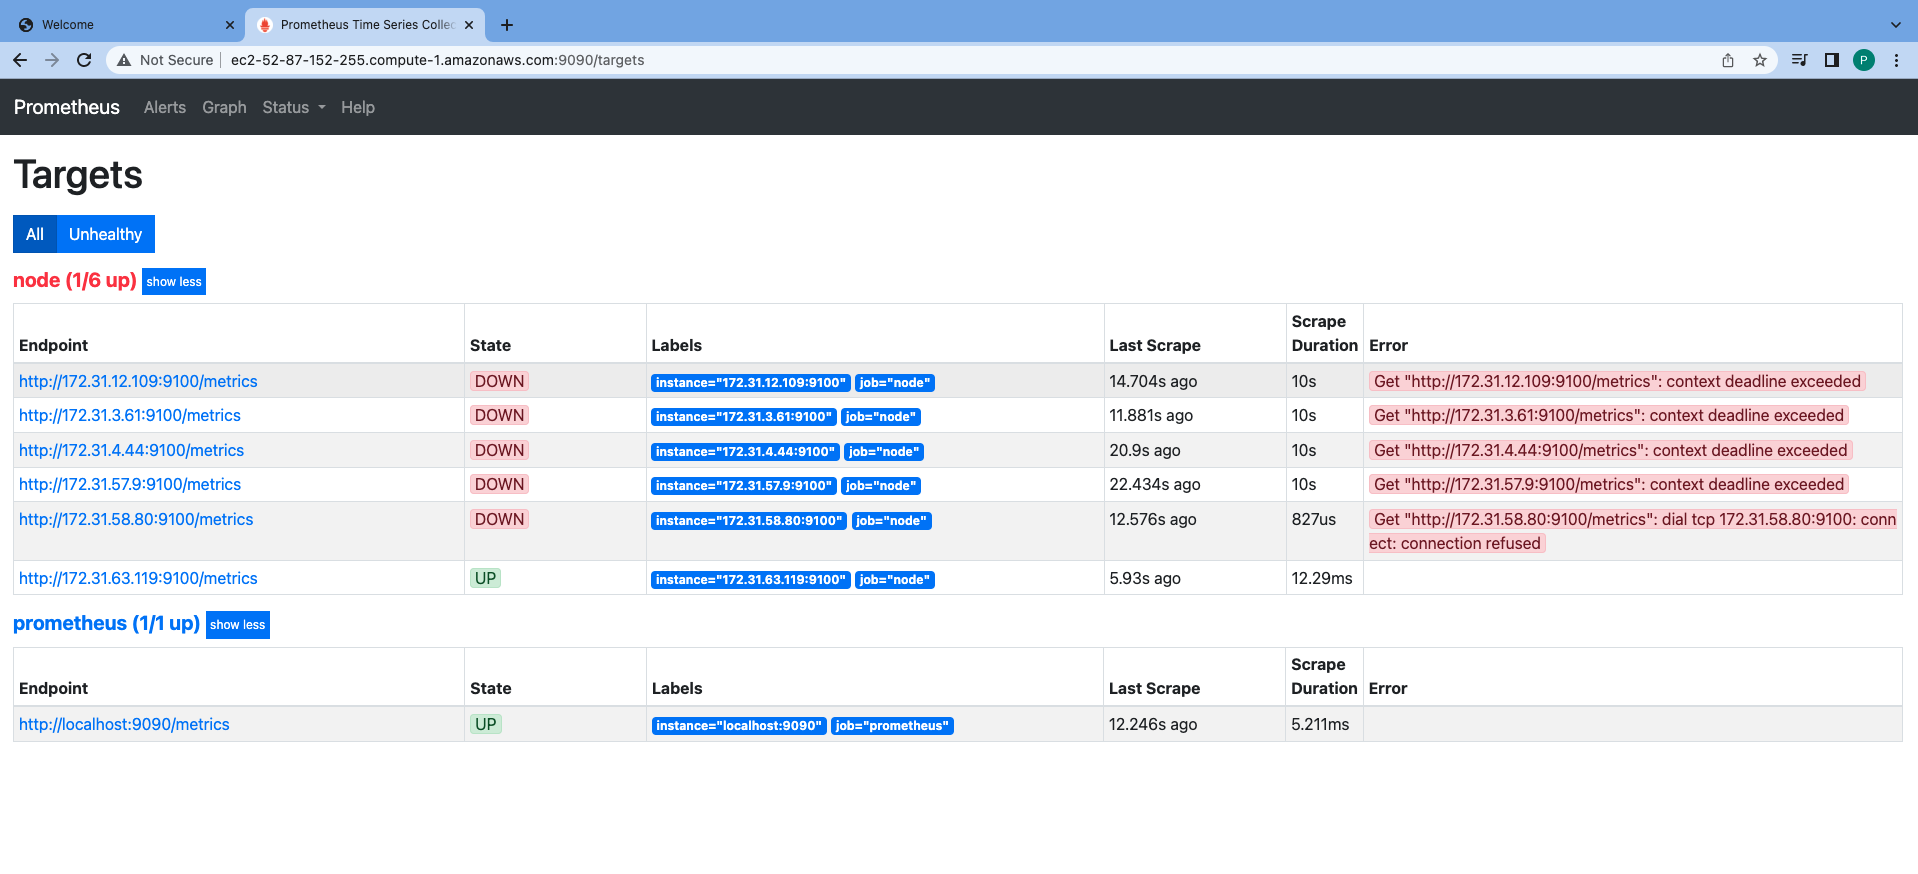 Welcome
Prometheus Time Series Collec
Not Secure
ec2-52-87-152-255.compute-1.amazonaws.com:9090/targets
P
Prometheus Alerts Graph Status Help
Targets
All Unhealthy
node (1/6 up) show less
Endpoint State Labels Last Scrape Scrape Duration Error
http://172.31.12.109:9100/metrics DOWN instance="172.31.12.109:9100" job="node" 14.704s ago 10s Get "http://172.31.12.109:9100/metrics": context deadline exceeded
http://172.31.3.61:9100/metrics DOWN instance="172.31.3.61:9100" job="node" 11.881s ago 10s Get "http://172.31.3.61:9100/metrics": context deadline exceeded
http://172.31.4.44:9100/metrics DOWN instance="172.31.4.44:9100" job="node" 20.9s ago 10s Get "http://172.31.4.44:9100/metrics": context deadline exceeded
http://172.31.57.9:9100/metrics DOWN instance="172.31.57.9:9100" job="node" 22.434s ago 10s Get "http://172.31.57.9:9100/metrics": context deadline exceeded
http://172.31.58.80:9100/metrics DOWN instance="172.31.58.80:9100" job="node" 12.576s ago 827us Get "http://172.31.58.80:9100/metrics": dial tcp 172.31.58.80:9100: conn
ect: connection refused
http://172.31.63.119:9100/metrics UP instance="172.31.63.119:9100" job="node" 5.93s ago 12.29ms
prometheus (1/1 up) show less
Endpoint State Labels Last Scrape Scrape Duration Error
http://localhost:9090/metrics UP instance="localhost:9090" job="prometheus" 12.246s ago 5.211ms